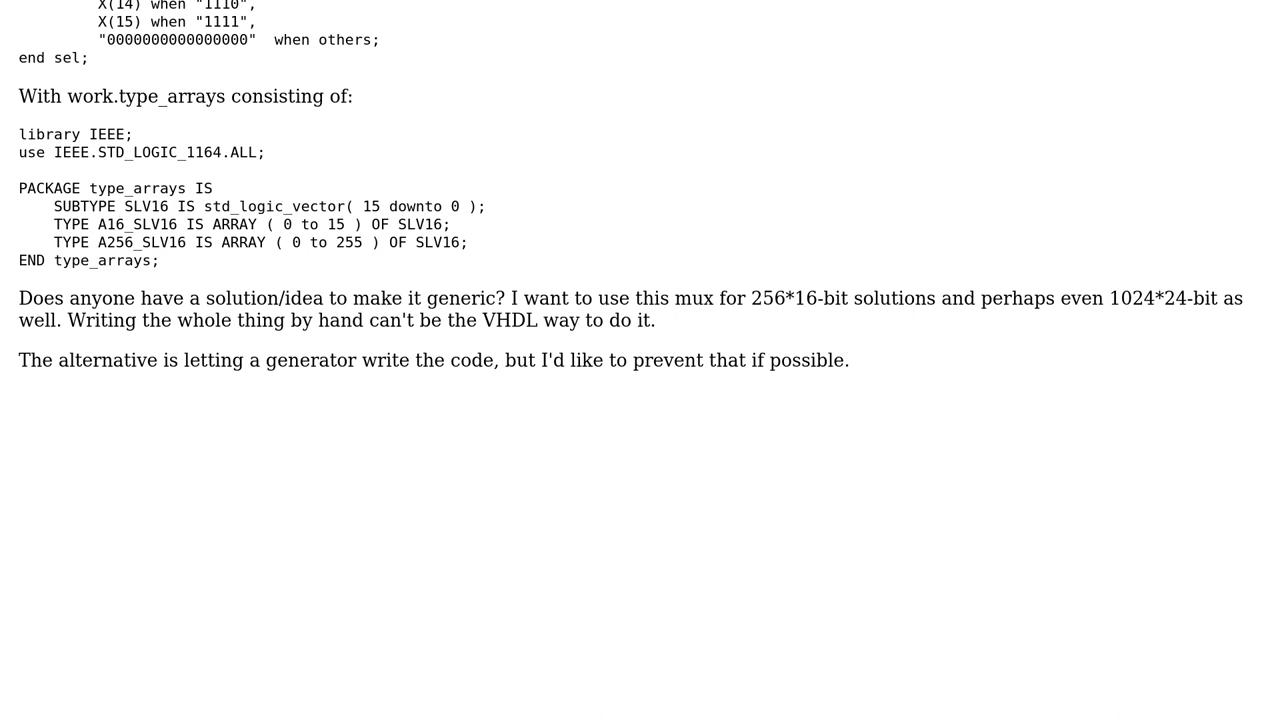 X(14) when "1110",
X(15) when "1111",
"0000000000000000"  when others;
end sel;
With work.type_arrays consisting of:
library IEEE;
use IEEE.STD_LOGIC_1164.ALL;
PACKAGE type_arrays IS
    SUBTYPE SLV16 IS std_logic_vector( 15 downto 0 );
    TYPE A16_SLV16 IS ARRAY ( 0 to 15 ) OF SLV16;
    TYPE A256_SLV16 IS ARRAY ( 0 to 255 ) OF SLV16;
END type_arrays;
Does anyone have a solution/idea to make it generic? I want to use this mux for 256*16-bit solutions and perhaps even 1024*24-bit as
well. Writing the whole thing by hand can't be the VHDL way to do it.
The alternative is letting a generator write the code, but I'd like to prevent that if possible.